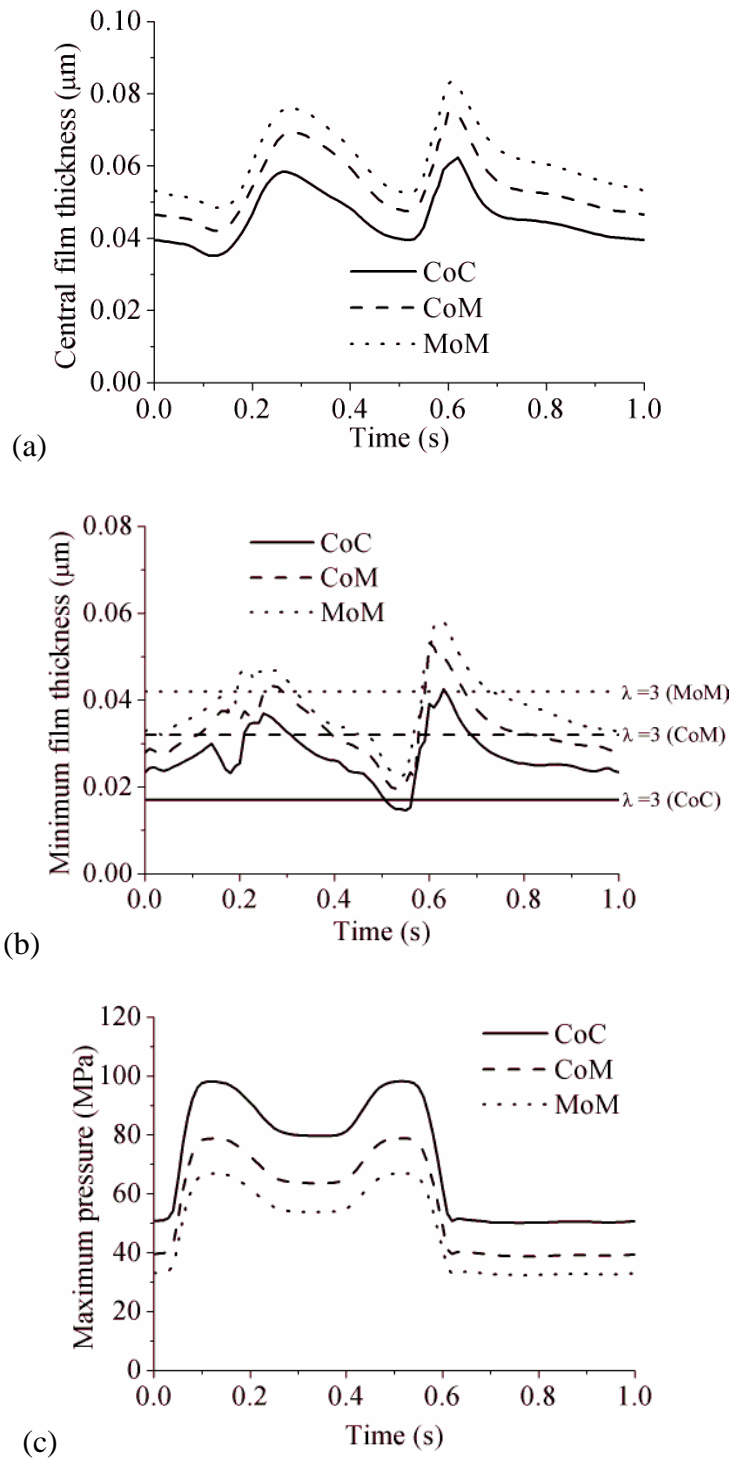 0.10
0.08
0.06
0.04
0.02
0.00
Central film thickness (μm)
CoC
CoM
MoM
0.0 0.2 0.4 0.6 0.8 1.0
Time (s)
(a)
0.08
0.06
0.04
0.02
0.00
Minimum film thickness (μm)
CoC
CoM
MoM
λ =3 (MoM)
λ =3 (CoM)
λ =3 (CoC)
0.0 0.2 0.4 0.6 0.8 1.0
Time (s)
(b)
120
100
80
60
40
20
0
Maximum pressure (MPa)
CoC
CoM
MoM
0.0 0.2 0.4 0.6 0.8 1.0
Time (s)
(c)